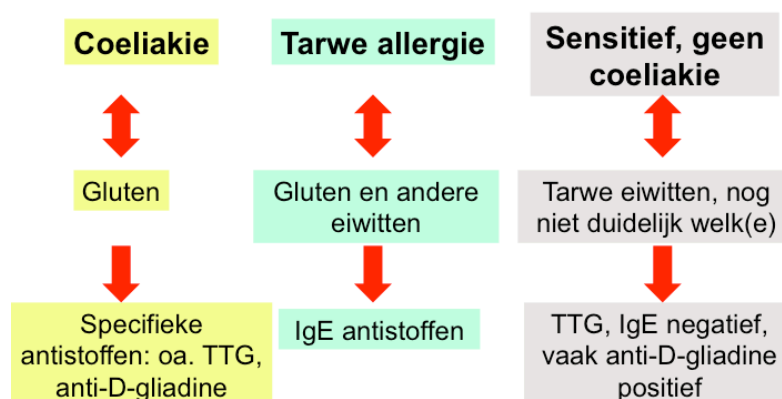 Coeliakie
Gluten
Specifieke
antistoffen: oa. TTG,
anti-D-gliadine
Tarwe allergie
Gluten en andere
eiwitten
IgE antistoffen
Sensitief, geen
coeliakie
Tarwe eiwitten, nog
niet duidelijk welk(e)
TTG, IgE negatief,
vaak anti-D-gliadine
positief